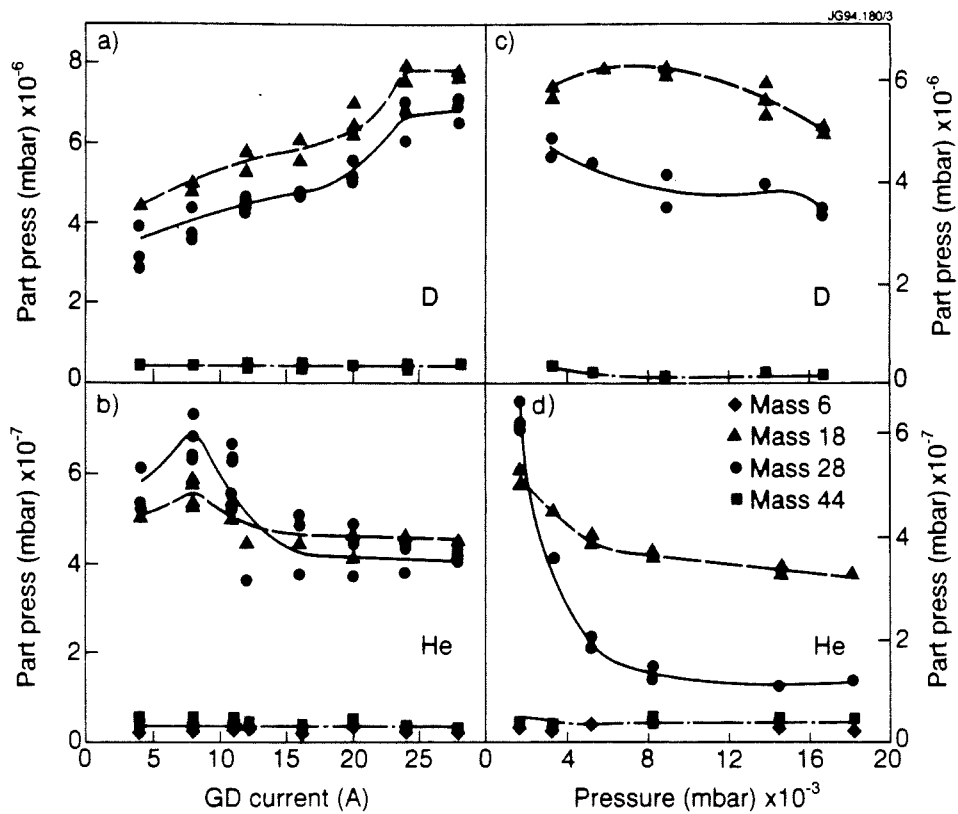 JG94.180/3
a)
Part press (mbar) x10-6
8
6
4
2
0
D
c)
Part press (mbar) x10-6
6
4
2
0
D
b)
Part press (mbar) x10-7
6
4
2
0
He
0 5 10 15 20 25 30
GD current (A)
d)
Mass 6
Mass 18
Mass 28
Mass 44
Part press (mbar) x10-7
6
4
2
0
He
0 4 8 12 16 20
Pressure (mbar) x10-3